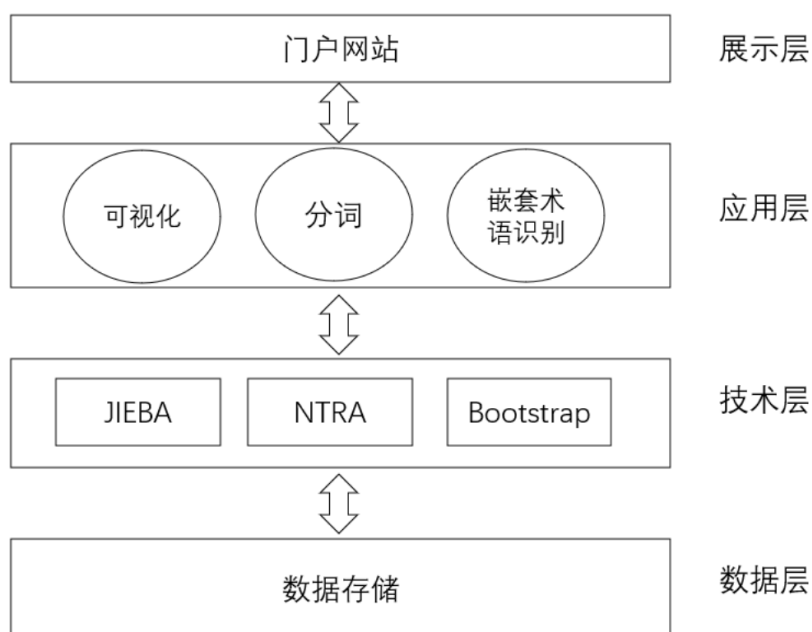 门户网站
展示层
可视化
分词
嵌套术
语识别
应用层
JIEBA
NTRA
Bootstrap
技术层
数据存储
数据层